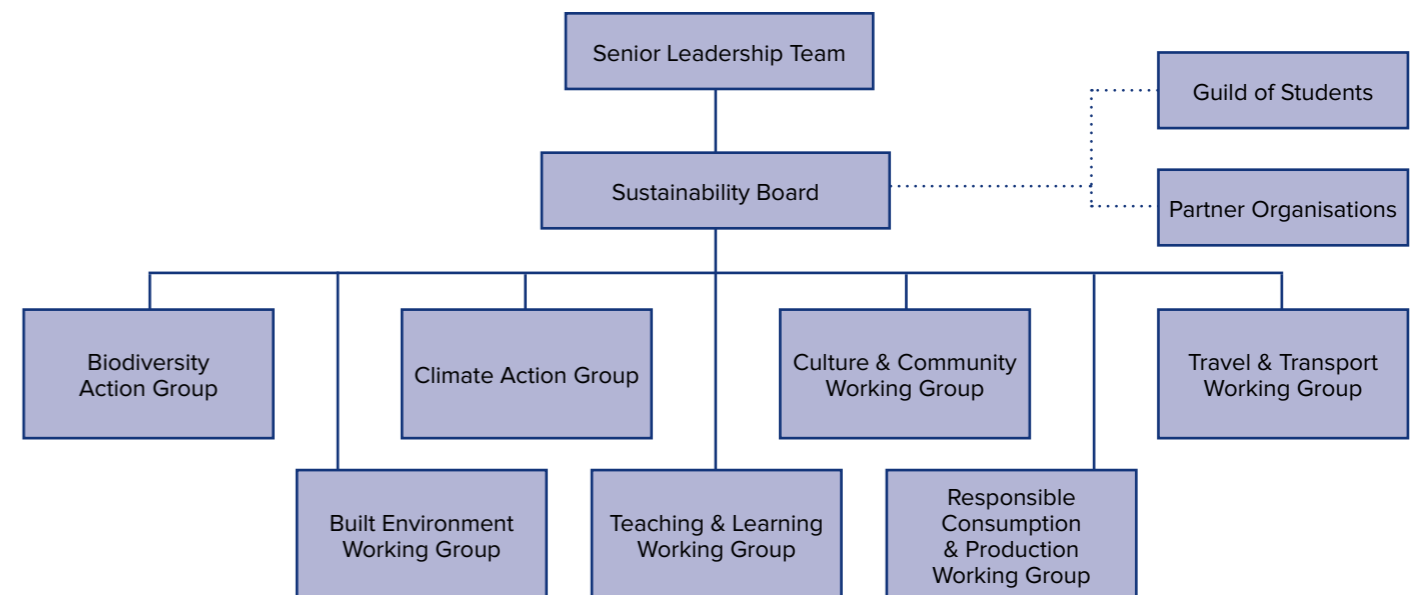 Senior Leadership Team
Guild of Students
Sustainability Board
Partner Organisations
Biodiversity
Action Group
Climate Action Group
Culture & Community
Working Group
Travel & Transport
Working Group
Built Environment
Working Group
Teaching & Learning
Working Group
Responsible
Consumption
& Production
Working Group